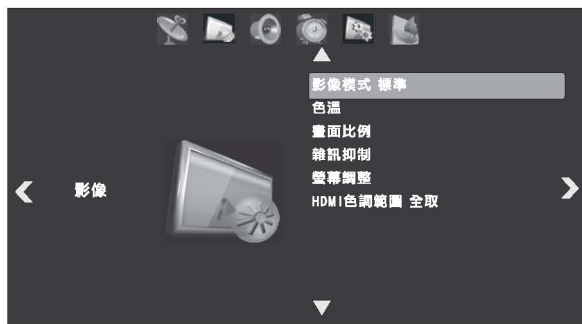 影像模式 標準
色溫
畫面比例
雜訊抑制
螢幕調整
影像
HDMI色調範圍 全取